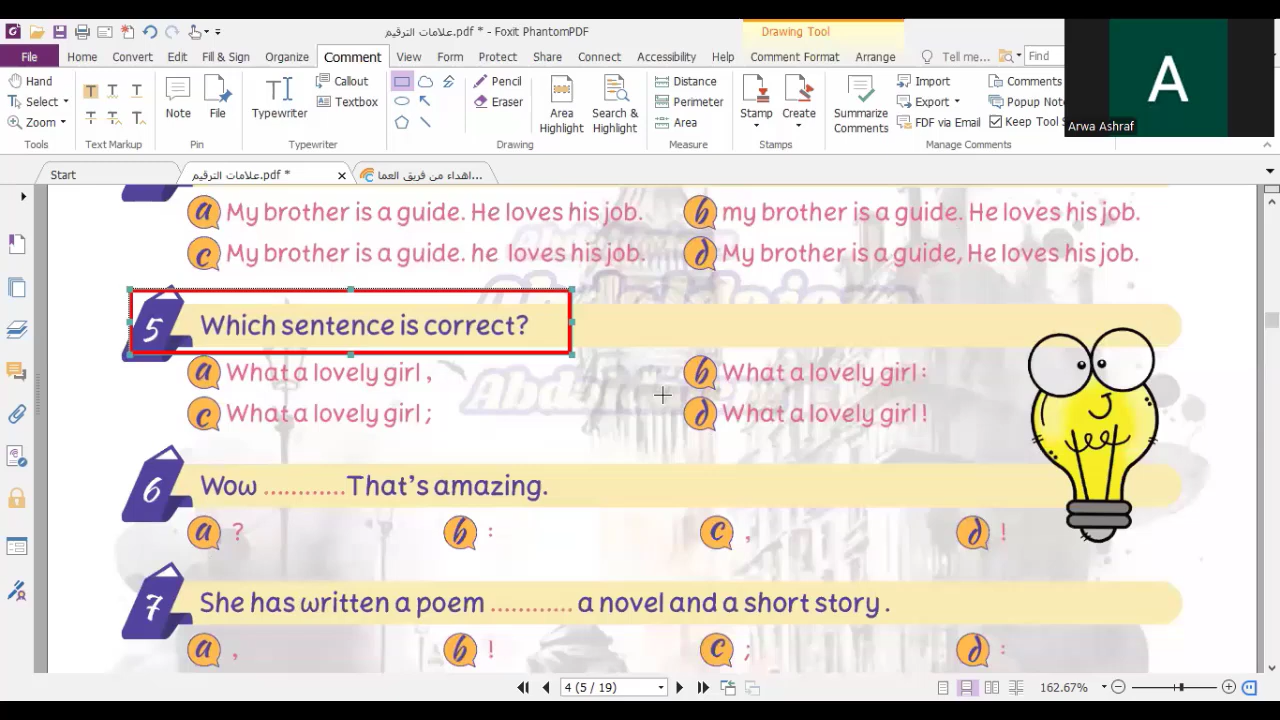 علامات الترقيم.pdf * - Foxit PhantomPDF
Drawing Tool
File Home Convert Edit Fill & Sign Organize Comment View Form Protect Share Connect Accessibility Help Comment Format Arrange Tell me... Find
Hand
Select
Zoom
Tools
Text Markup
Note
File
Pin
Typewriter
Callout
Textbox
Typewriter
Pencil
Eraser
Area Highlight
Search & Highlight
Drawing
Distance
Perimeter
Area
Measure
Stamp
Create
Stamps
Summarize Comments
Import
Export
FDF via Email
Comments
Popup Note
Keep Tool S
Manage Comments
A
Arwa Ashraf
Start
علامات الترقيم.pdf *
اهداء من فريق العما...
a My brother is a guide. He loves his job. b my brother is a guide. He loves his job.
c My brother is a guide. he loves his job. d My brother is a guide, He loves his job.
5 Which sentence is correct?
a What a lovely girl , b What a lovely girl :
c What a lovely girl ; d What a lovely girl !
6 Wow ............ That's amazing.
a ? b : c , d !
7 She has written a poem ............ a novel and a short story .
a , b ! c ; d :
4 (5 / 19)
162.67%